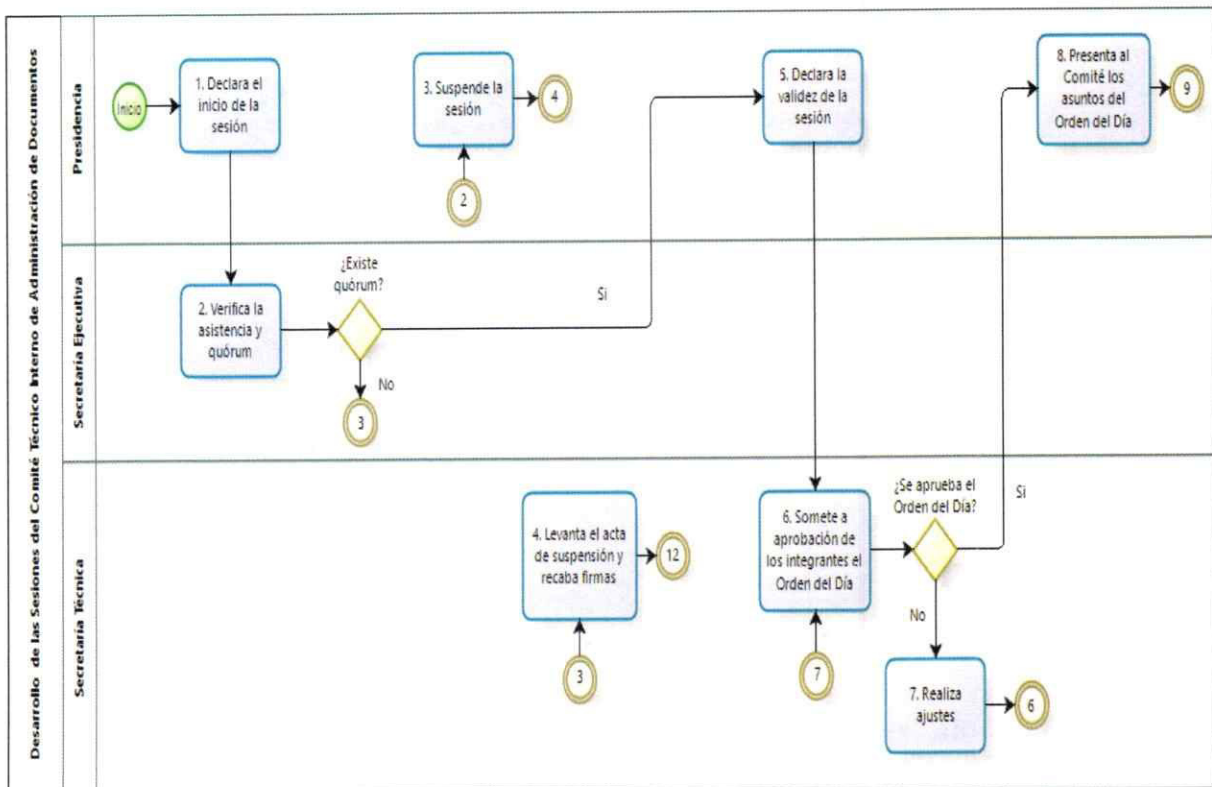 Desarrollo de las Sesiones del Comité Técnico Interno de Administración de Documentos
Presidencia
Inicio
1. Declara el
inicio de la
sesión
3. Suspende la
sesión
4
2
5. Declara la
validez de la
sesión
8. Presenta al
Comité los
asuntos del
Orden del Día
9
Secretaría Ejecutiva
2. Verifica la
asistencia y
quórum
¿Existe
quórum?
Si
No
3
Secretaría Técnica
4. Levanta el acta
de suspensión y
recaba firmas
12
3
6. Somete a
aprobación de
los integrantes el
Orden del Día
7
¿Se aprueba el
Orden del Día?
Si
No
7. Realiza
ajustes
6